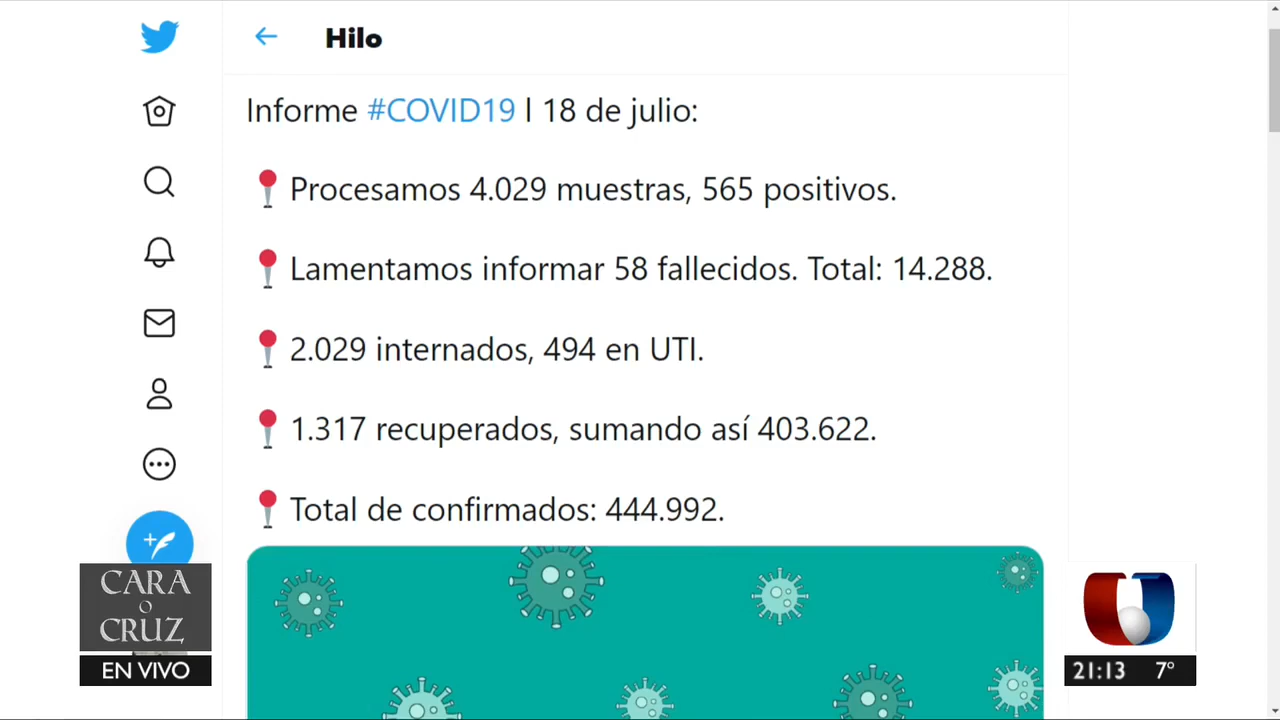 Hilo
Informe #COVID19 | 18 de julio:
Procesamos 4.029 muestras, 565 positivos.
Lamentamos informar 58 fallecidos. Total: 14.288.
2.029 internados, 494 en UTI.
1.317 recuperados, sumando así 403.622.
Total de confirmados: 444.992.
CARA
O
CRUZ
EN VIVO
U
21:13 7°